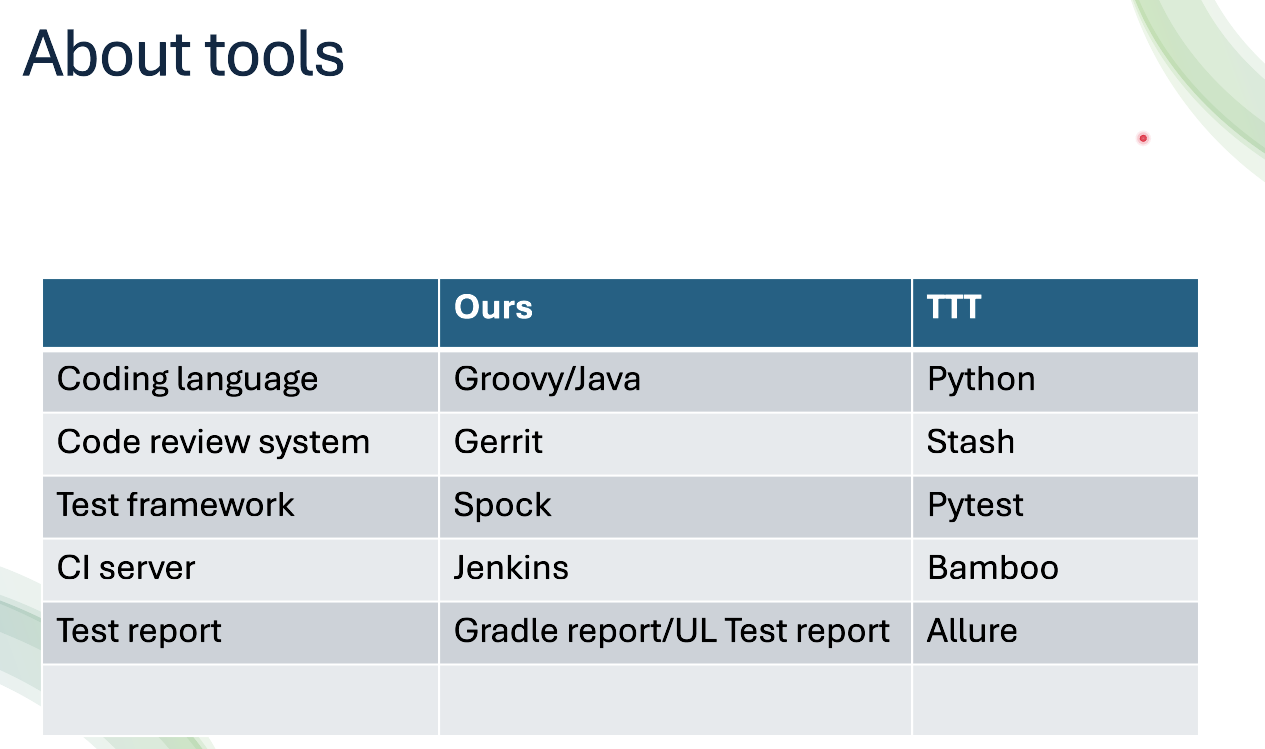 About tools
Ours TTT
Coding language Groovy/Java Python
Code review system Gerrit Stash
Test framework Spock Pytest
CI server Jenkins Bamboo
Test report Gradle report/UL Test report Allure